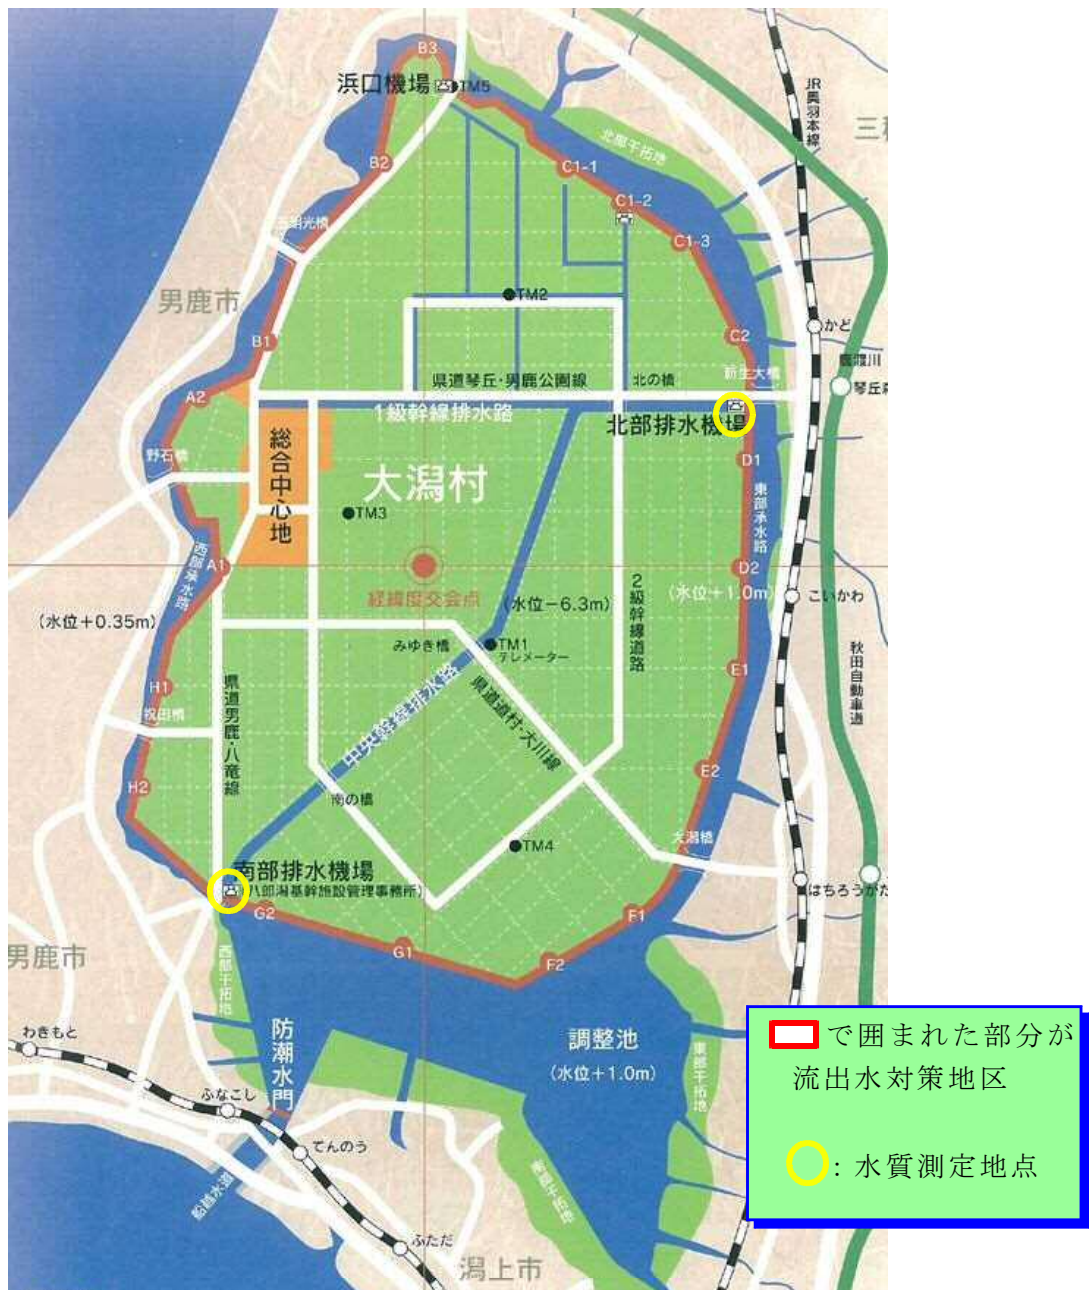 B3
浜口機場
TM5
JR奥羽本線
北部干拓地
B2
C1-1
C1-2
C1-3
男鹿市
TM2
B1
C2
かど
鹿渡川
県道琴丘・男鹿公園線
北の橋
新生大橋
A2
1級幹線排水路
北部排水機場
総合中心地
大潟村
野石橋
D1
TM3
東部承水路
西部承水路
A1
D2
経緯度交会点
(水位-6.3m)
2級幹線道路
(水位+1.0m)
こいかわ
(水位+0.35m)
みゆき橋
TM1
テレメーター
秋田自動車道
H1
県道男鹿・八竜線
中央幹線排水路
県道道村・大川線
E1
祝田橋
H2
南の橋
E2
大潟橋
TM4
南部排水機場
(八郎潟基幹施設管理事務所)
はちろうがた
G2
F1
G1
F2
男鹿市
西部干拓地
わきもと
防潮水門
調整池
(水位+1.0m)
東部干拓地
ふなこし
てんのう
船越水道
ふただ
潟上市
で囲まれた部分が
流出水対策地区
:水質測定地点